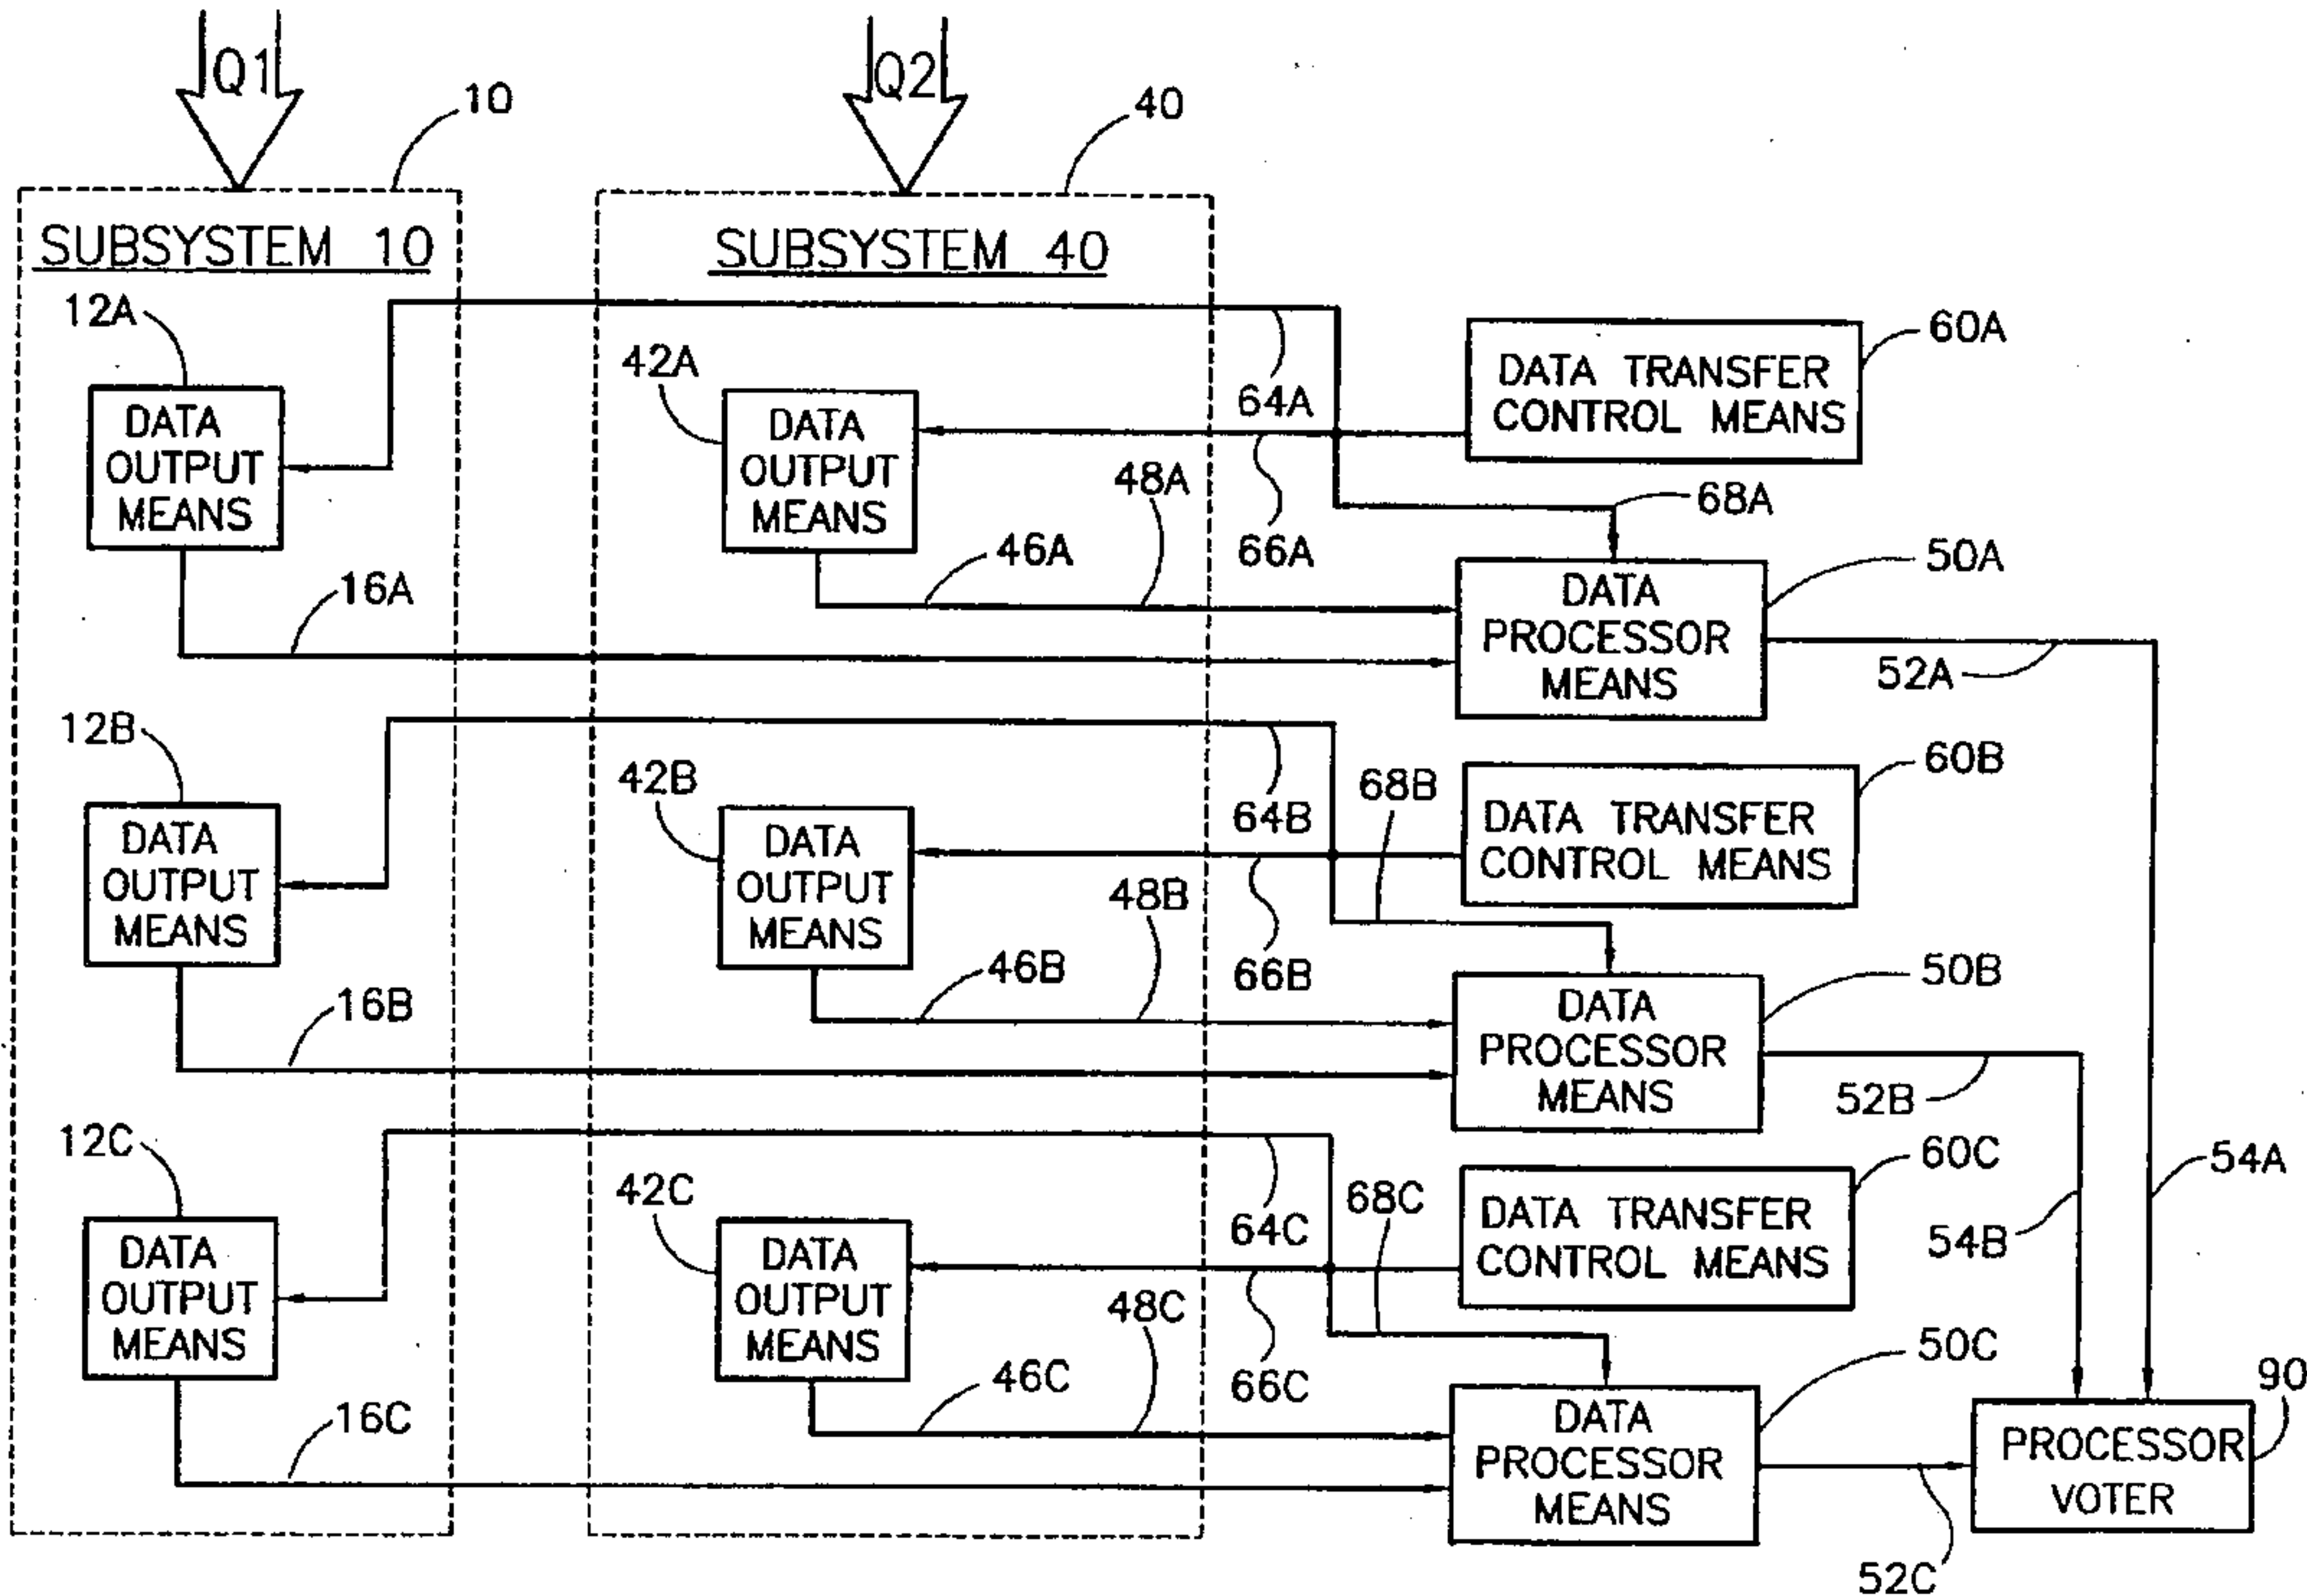 Q1
Q2
10
40
SUBSYSTEM 10
SUBSYSTEM 40
12A
42A
64A
60A
DATA TRANSFER
CONTROL MEANS
DATA
OUTPUT
MEANS
DATA
OUTPUT
MEANS
48A
68A
46A
66A
50A
16A
DATA
PROCESSOR
MEANS
52A
12B
42B
64B
68B
60B
DATA TRANSFER
CONTROL MEANS
DATA
OUTPUT
MEANS
DATA
OUTPUT
MEANS
48B
46B
66B
50B
16B
DATA
PROCESSOR
MEANS
52B
12C
42C
64C
68C
60C
54A
54B
DATA TRANSFER
CONTROL MEANS
DATA
OUTPUT
MEANS
DATA
OUTPUT
MEANS
48C
46C
66C
50C
90
16C
DATA
PROCESSOR
MEANS
PROCESSOR
VOTER
52C